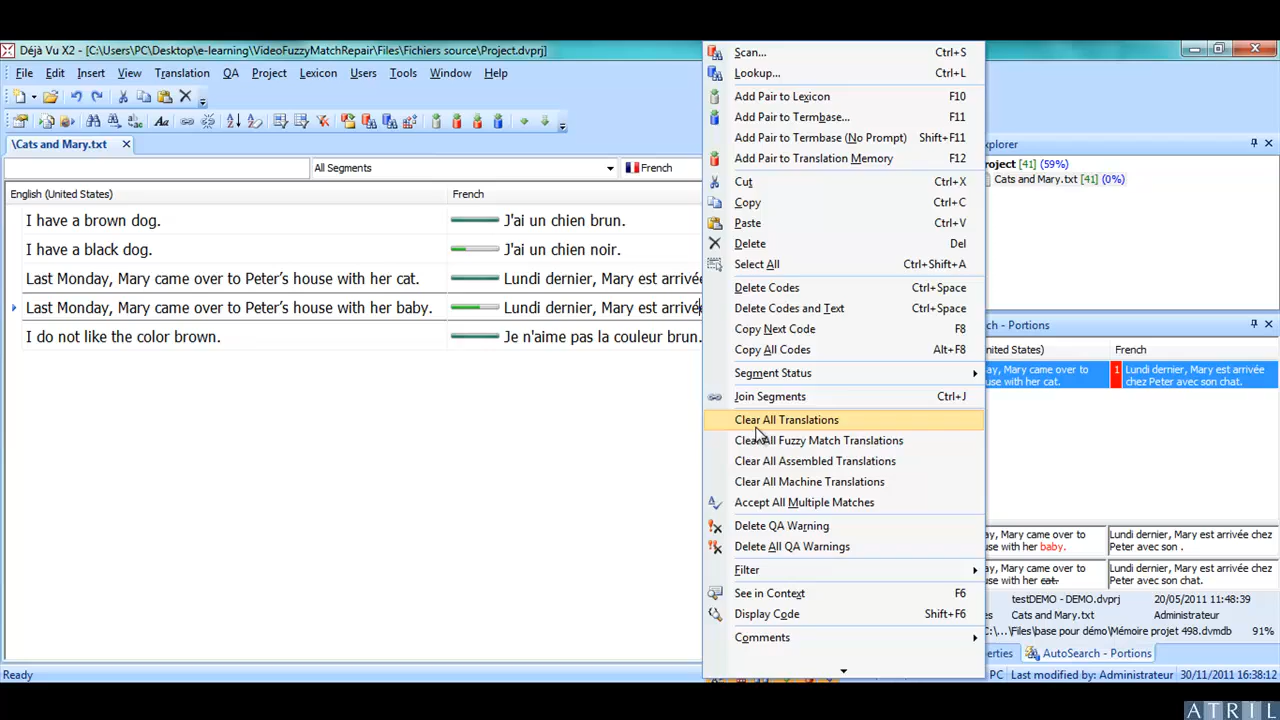 Déjà Vu X2 - [C:\Users\PC\Desktop\e-learning\VideoFuzzyMatchRepair\Files\Fichiers source\Project.dvprj]
File Edit Insert View Translation QA Project Lexicon Users Tools Window Help
\Cats and Mary.txt
All Segments
French
English (United States)
French
I have a brown dog.
J'ai un chien brun.
I have a black dog.
J'ai un chien noir.
Last Monday, Mary came over to Peter's house with her cat.
Lundi dernier, Mary est arrivée
Last Monday, Mary came over to Peter's house with her baby.
Lundi dernier, Mary est arrivée
I do not like the color brown.
Je n'aime pas la couleur brun.
Scan... Ctrl+S
Lookup... Ctrl+L
Add Pair to Lexicon F10
Add Pair to Termbase... F11
Add Pair to Termbase (No Prompt) Shift+F11
Add Pair to Translation Memory F12
Cut Ctrl+X
Copy Ctrl+C
Paste Ctrl+V
Delete Del
Select All Ctrl+Shift+A
Delete Codes Ctrl+Space
Delete Codes and Text Ctrl+Space
Copy Next Code F8
Copy All Codes Alt+F8
Segment Status
Join Segments Ctrl+J
Clear All Translations
Clear All Fuzzy Match Translations
Clear All Assembled Translations
Clear All Machine Translations
Accept All Multiple Matches
Delete QA Warning
Delete All QA Warnings
Filter
See in Context F6
Display Code Shift+F6
Comments
xplorer
roject [41] (59%)
Cats and Mary.txt [41] (0%)
ch - Portions
nited States)
French
ay, Mary came over to
use with her cat.
1
Lundi dernier, Mary est arrivée
chez Peter avec son chat.
ay, Mary came over to
use with her baby.
Lundi dernier, Mary est arrivée chez
Peter avec son .
ay, Mary came over to
use with her cat.
Lundi dernier, Mary est arrivée chez
Peter avec son chat.
testDEMO - DEMO.dvprj 20/05/2011 11:48:39
Cats and Mary.txt Administrateur
C:\...\Files\base pour démo\Mémoire projet 498.dvmdb 91%
erties
AutoSearch - Portions
Ready
PC
Last modified by: Administrateur
30/11/2011 16:38:12
ATRIL